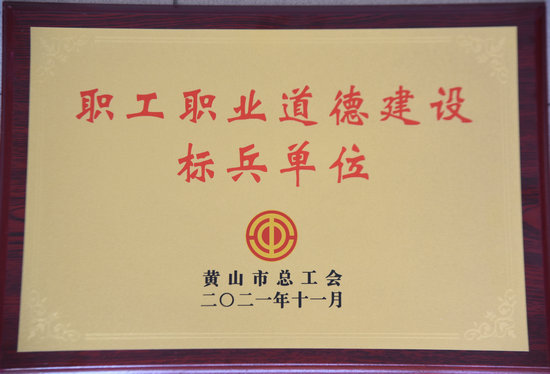 职工职业道德建设
标兵单位
黄山市总工会
二〇二一年十一月